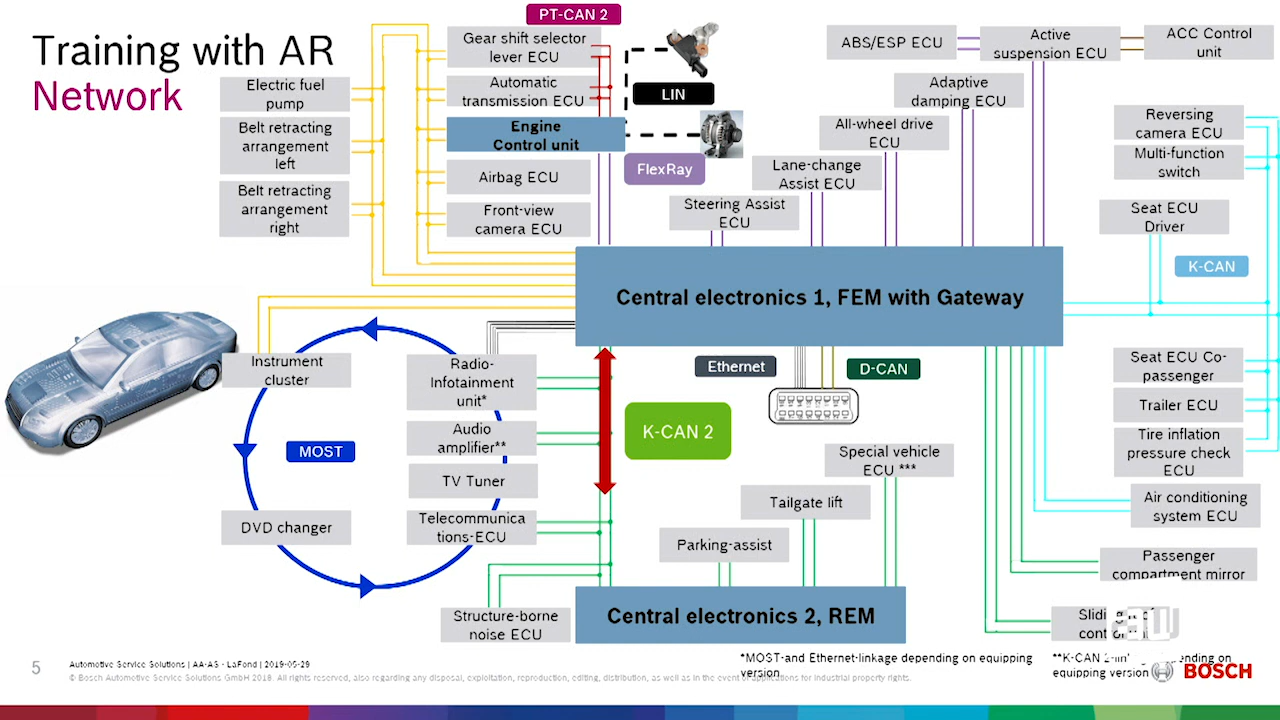 Training with AR
Network
PT-CAN 2
Gear shift selector
lever ECU
Automatic
transmission ECU
Engine
Control unit
Airbag ECU
Front-view
camera ECU
Electric fuel
pump
Belt retracting
arrangement
left
Belt retracting
arrangement
right
LIN
FlexRay
ABS/ESP ECU
Active
suspension ECU
ACC Control
unit
Adaptive
damping ECU
All-wheel drive
ECU
Lane-change
Assist ECU
Steering Assist
ECU
Reversing
camera ECU
Multi-function
switch
Seat ECU
Driver
K-CAN
Central electronics 1, FEM with Gateway
Instrument
cluster
Radio-
Infotainment
unit*
Audio
amplifier**
TV Tuner
Telecommunica
tions-ECU
MOST
DVD changer
K-CAN 2
Ethernet
D-CAN
Special vehicle
ECU ***
Tailgate lift
Parking-assist
Seat ECU Co-
passenger
Trailer ECU
Tire inflation
pressure check
ECU
Air conditioning
system ECU
Passenger
compartment mirror
Structure-borne
noise ECU
Central electronics 2, REM
aw
5
Automotive Service Solutions | AA-AS - LaFond | 2019-05-29
© Bosch Automotive Service Solutions GmbH 2018. All rights reserved, also regarding any disposal, exploitation, reproduction, editing, distribution, as well as in the event of applications for industrial property rights.
*MOST-and Ethernet-linkage depending on equipping
version
**K-CAN 2-linkage depending on
equipping version
BOSCH